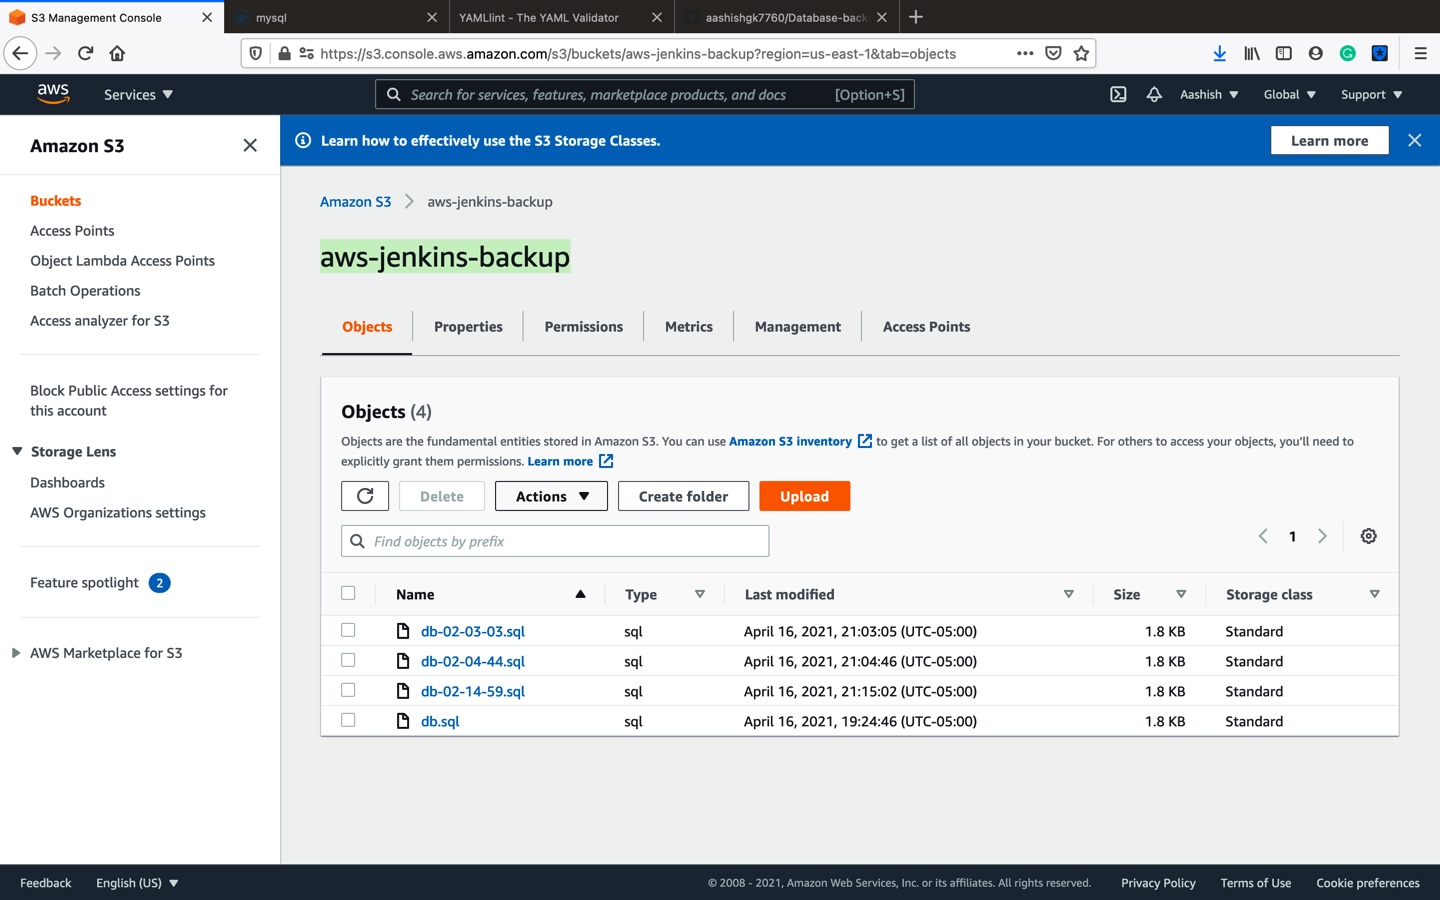 S3 Management Console
mysql
YAMLlint - The YAML Validator
aashishgk7760/Database-back
https://s3.console.aws.amazon.com/s3/buckets/aws-jenkins-backup?region=us-east-1&tab=objects
aws
Services
Search for services, features, marketplace products, and docs
[Option+S]
Aashish
Global
Support
Amazon S3
Buckets
Access Points
Object Lambda Access Points
Batch Operations
Access analyzer for S3
Block Public Access settings for
this account
Storage Lens
Dashboards
AWS Organizations settings
Feature spotlight 2
AWS Marketplace for S3
Learn how to effectively use the S3 Storage Classes.
Learn more
Amazon S3 > aws-jenkins-backup
aws-jenkins-backup
Objects Properties Permissions Metrics Management Access Points
Objects (4)
Objects are the fundamental entities stored in Amazon S3. You can use Amazon S3 inventory to get a list of all objects in your bucket. For others to access your objects, you'll need to
explicitly grant them permissions. Learn more
Delete Actions Create folder Upload
Find objects by prefix
1
Name Type Last modified Size Storage class
db-02-03-03.sql sql April 16, 2021, 21:03:05 (UTC-05:00) 1.8 KB Standard
db-02-04-44.sql sql April 16, 2021, 21:04:46 (UTC-05:00) 1.8 KB Standard
db-02-14-59.sql sql April 16, 2021, 21:15:02 (UTC-05:00) 1.8 KB Standard
db.sql sql April 16, 2021, 19:24:46 (UTC-05:00) 1.8 KB Standard
Feedback English (US) © 2008 - 2021, Amazon Web Services, Inc. or its affiliates. All rights reserved. Privacy Policy Terms of Use Cookie preferences